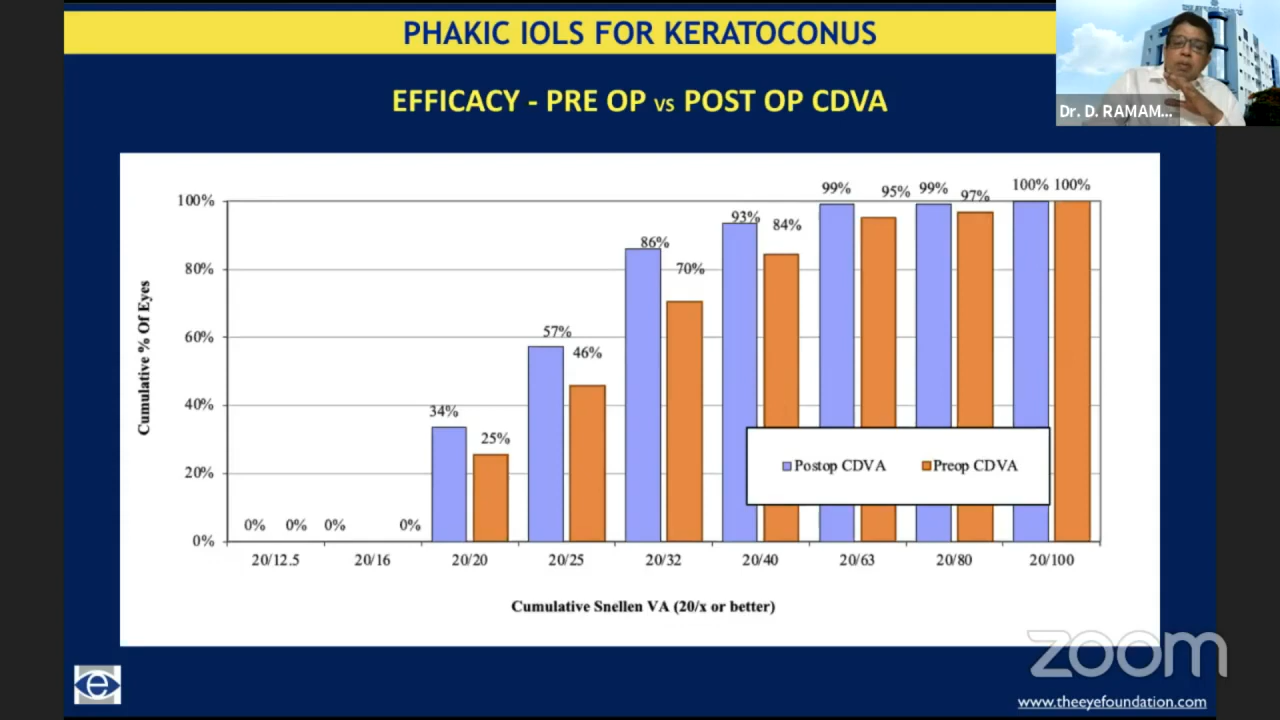 PHAKIC IOLS FOR KERATOCONUS
Dr. D. RAMAM...
EFFICACY - PRE OP vs POST OP CDVA
Cumulative % Of Eyes
100%
80%
60%
40%
20%
0%
0% 0% 0% 0% 34% 25% 57% 46% 86% 70% 93% 84% 99% 95% 99% 97% 100% 100%
Postop CDVA Preop CDVA
20/12.5 20/16 20/20 20/25 20/32 20/40 20/63 20/80 20/100
Cumulative Snellen VA (20/x or better)
zoom
e
www.theeyefoundation.com